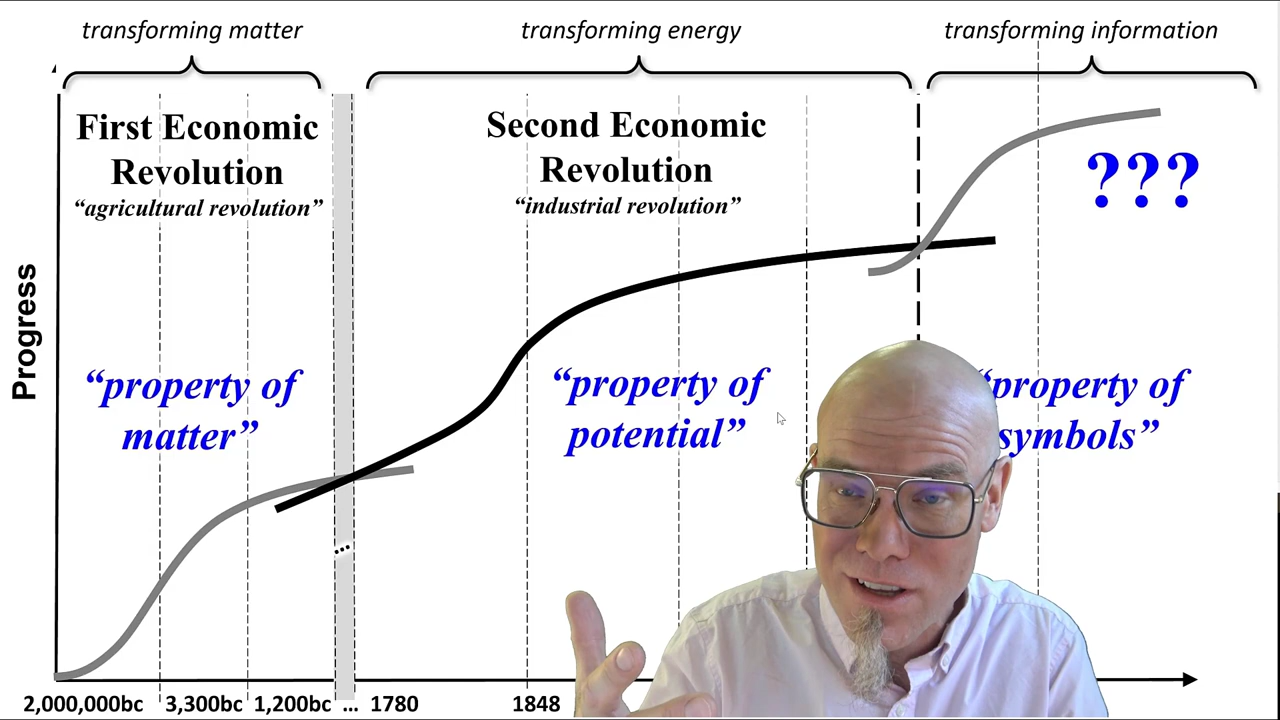 transforming matter
transforming energy
transforming information
First Economic
Revolution
“agricultural revolution”
Second Economic
Revolution
“industrial revolution”
???
Progress
“property of
matter”
“property of
potential”
“property of
symbols”
...
2,000,000bc 3,300bc 1,200bc ... 1780 1848